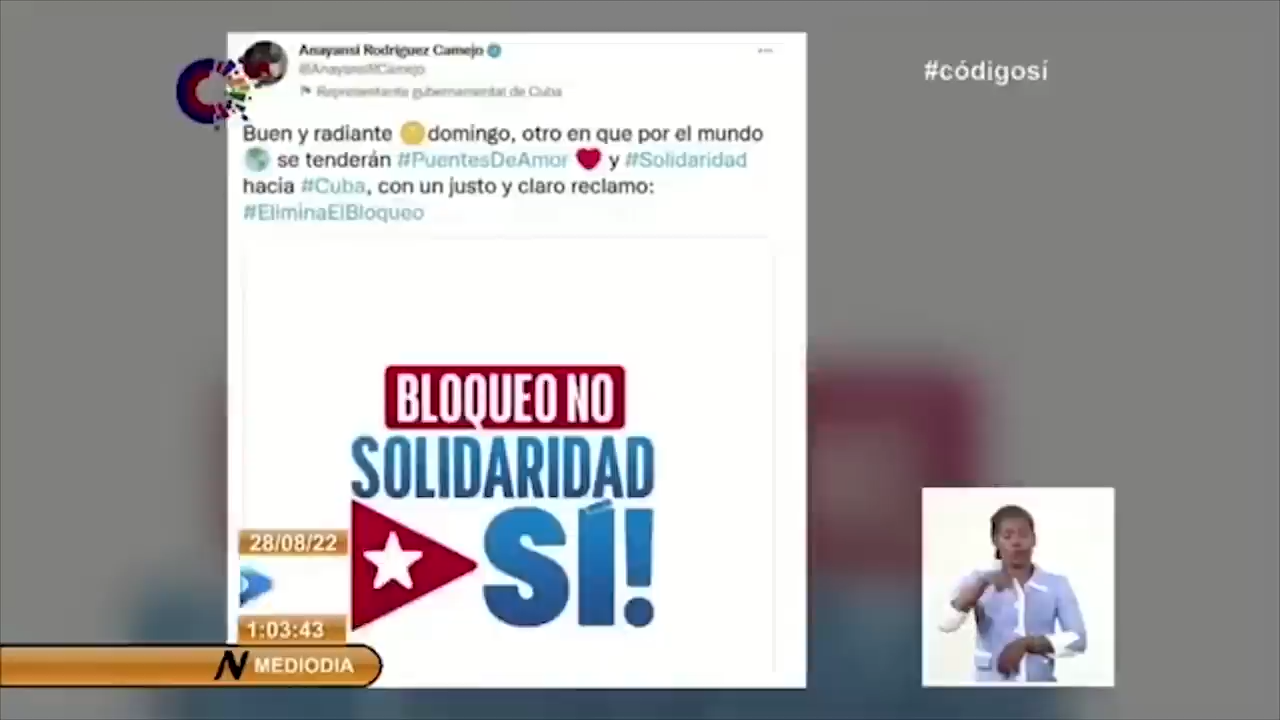 Anayansi Rodríguez Camejo
@AnayansiRCamejo
Representante gubernamental de Cuba
#códigosí
Buen y radiante domingo, otro en que por el mundo
se tenderán #PuentesDeAmor y #Solidaridad
hacia #Cuba, con un justo y claro reclamo:
#EliminaElBloqueo
BLOQUEO NO
SOLIDARIDAD
SÍ!
28/08/22
1:03:43
N MEDIODIA